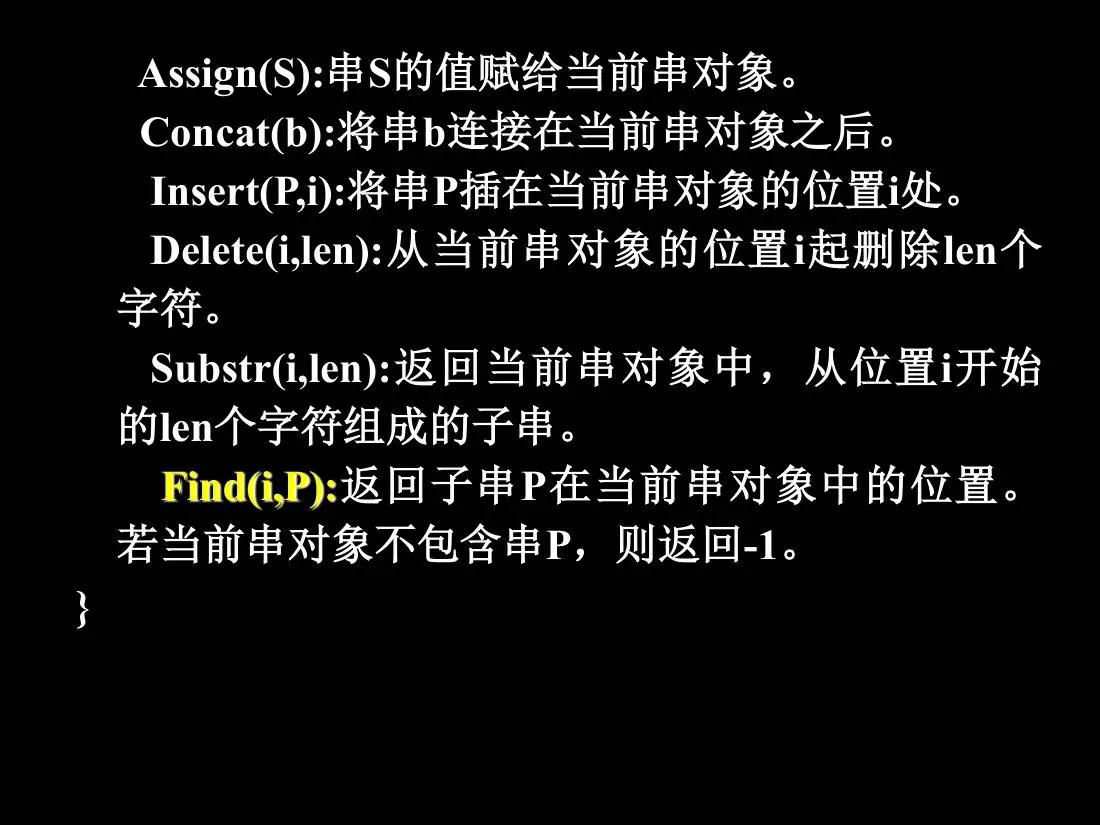 Assign(S):串S的值赋给当前串对象。
Concat(b):将串b连接在当前串对象之后。
Insert(P,i):将串P插在当前串对象的位置i处。
Delete(i,len):从当前串对象的位置i起删除len个
字符。
Substr(i,len):返回当前串对象中，从位置i开始
的len个字符组成的子串。
Find(i,P):返回子串P在当前串对象中的位置。
若当前串对象不包含串P，则返回-1。
}